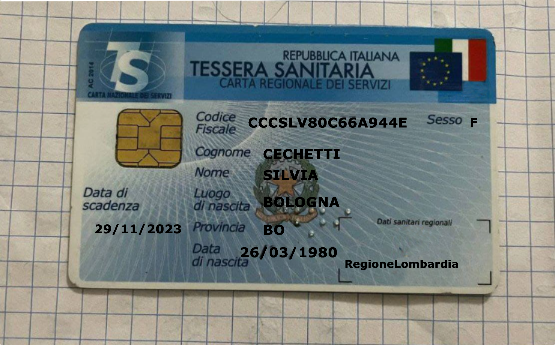 REPUBBLICA ITALIANA
TESSERA SANITARIA
CARTA REGIONALE DEI SERVIZI
AC 2014
TS
CARTA NAZIONALE DEI SERVIZI
Codice Fiscale CCCSLV80C66A944E Sesso F
Cognome CECHETTI
Nome SILVIA
Data di scadenza 29/11/2023
Luogo di nascita BOLOGNA
Provincia BO
Data di nascita 26/03/1980
Dati sanitari regionali
RegioneLombardia